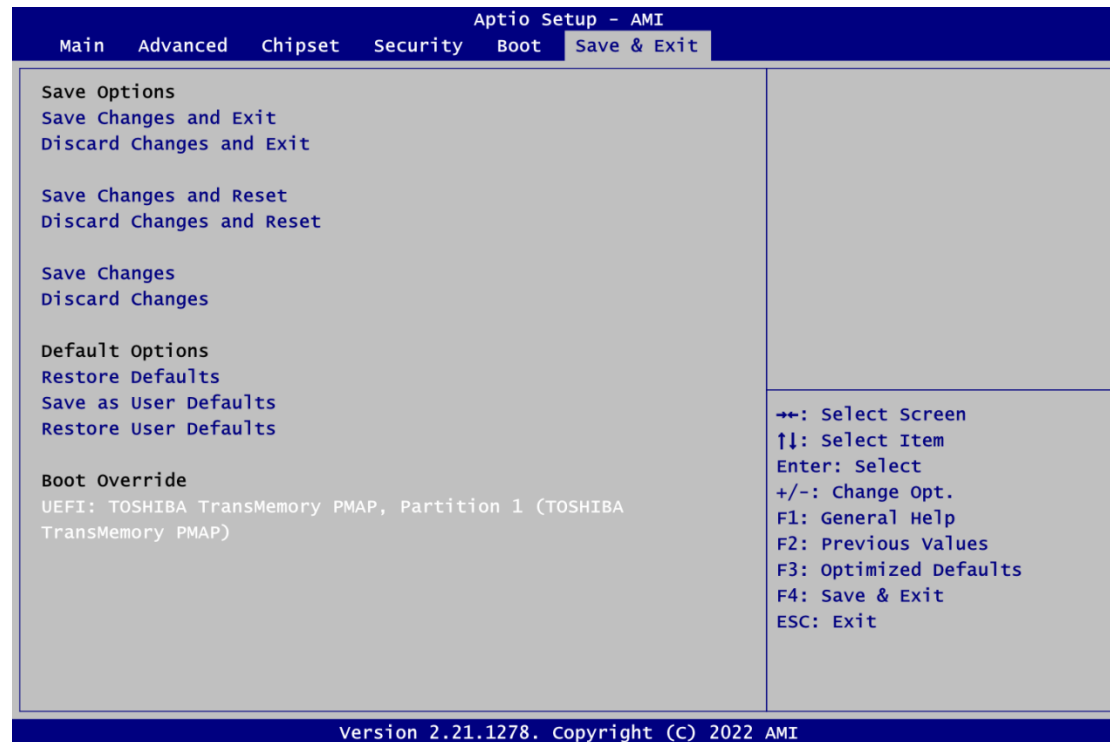 Aptio Setup - AMI
Main Advanced Chipset Security Boot Save & Exit
Save Options
Save Changes and Exit
Discard Changes and Exit
Save Changes and Reset
Discard Changes and Reset
Save Changes
Discard Changes
Default Options
Restore Defaults
Save as User Defaults
Restore User Defaults
Boot Override
UEFI: TOSHIBA TransMemory PMAP, Partition 1 (TOSHIBA
TransMemory PMAP)
→←: Select Screen
↑↓: Select Item
Enter: Select
+/-: Change Opt.
F1: General Help
F2: Previous Values
F3: Optimized Defaults
F4: Save & Exit
ESC: Exit
Version 2.21.1278. Copyright (C) 2022 AMI